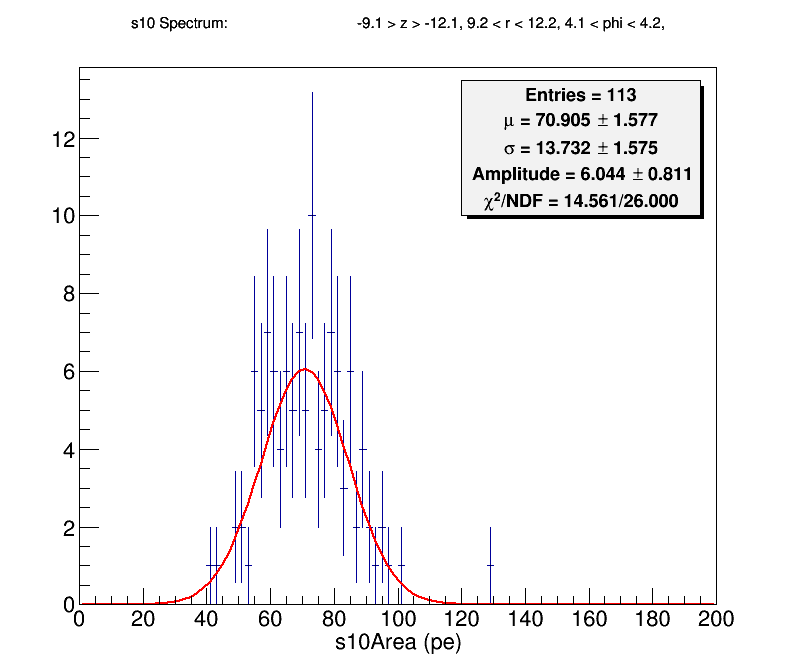 s10 Spectrum: -9.1 > z > -12.1, 9.2 < r < 12.2, 4.1 < phi < 4.2,
Entries = 113
μ = 70.905 ± 1.577
σ = 13.732 ± 1.575
Amplitude = 6.044 ± 0.811
χ²/NDF = 14.561/26.000
12
10
8
6
4
2
0
0 20 40 60 80 100 120 140 160 180 200
s10Area (pe)